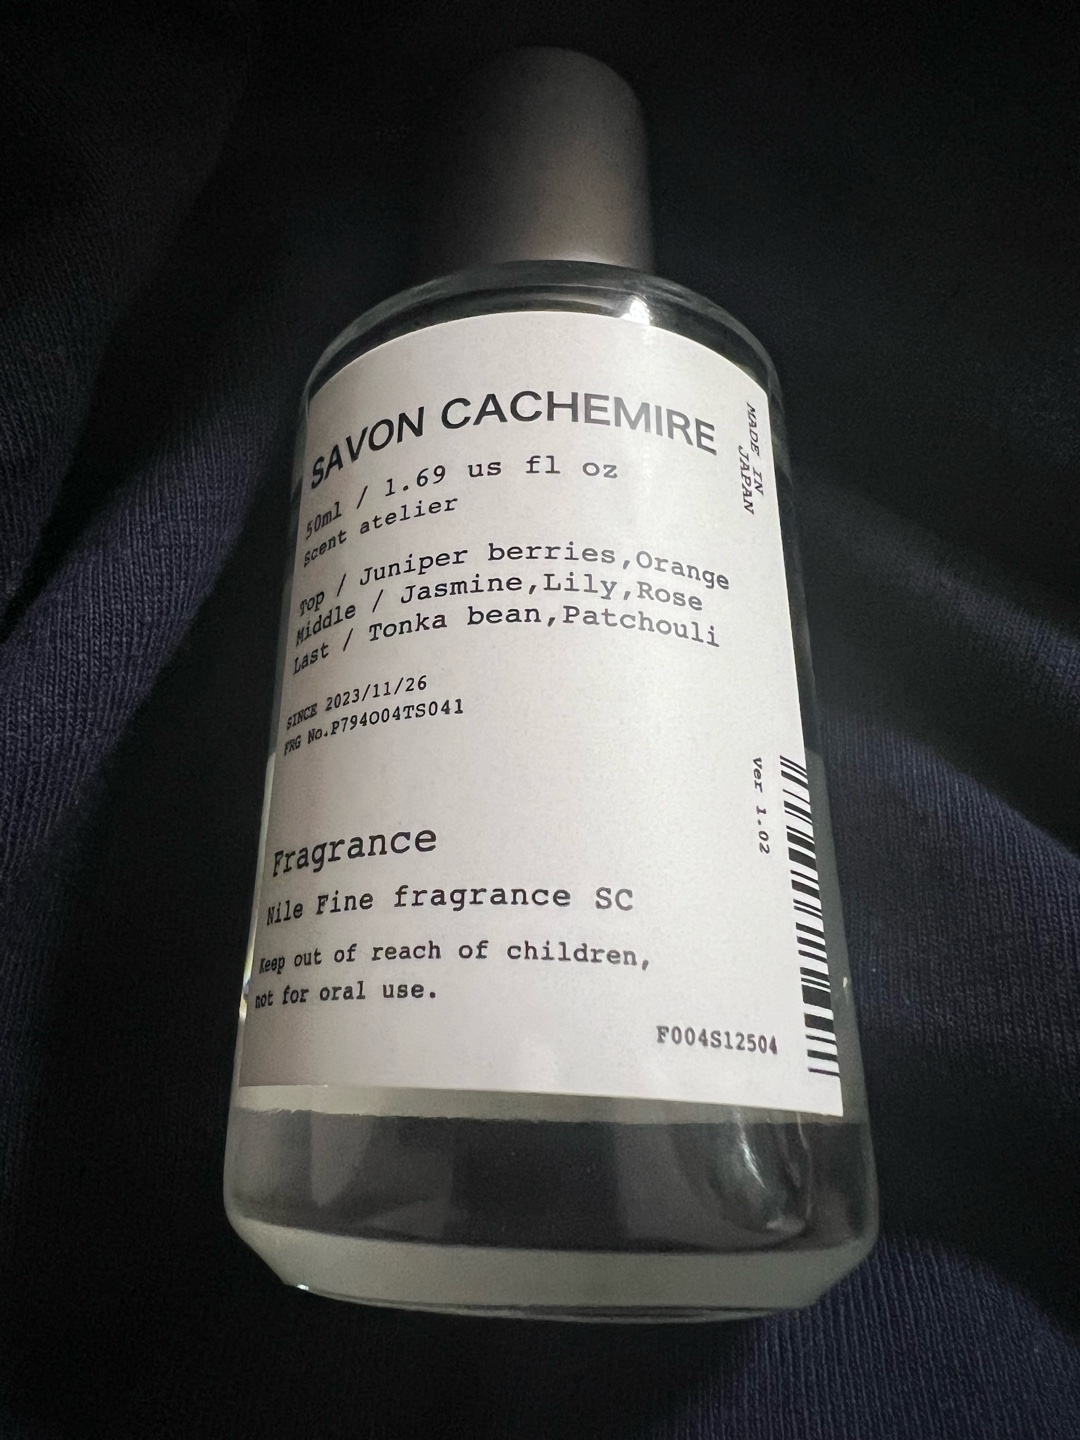 SAVON CACHEMIRE
50ml / 1.69 us fl oz
scent atelier
Top / Juniper berries,Orange
Middle / Jasmine,Lily,Rose
Last / Tonka bean,Patchouli
SINCE 2023/11/26
FRG No.P794O04TS041
Fragrance
Nile Fine fragrance SC
Keep out of reach of children,
not for oral use.
F004S12504
MADE IN
JAPAN
ver 1.02